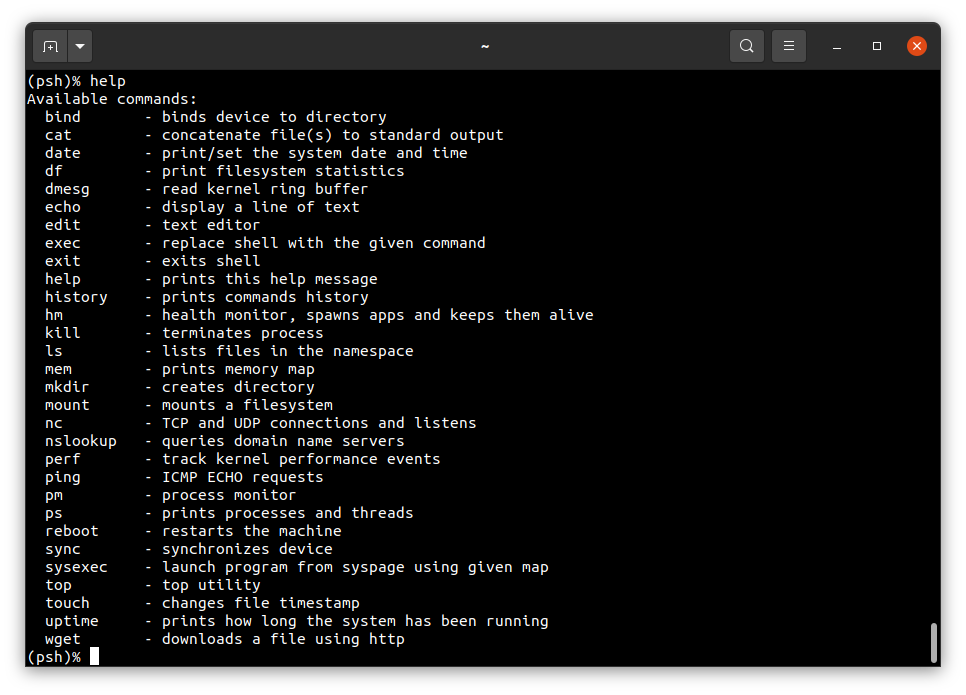 ~
(psh)% help
Available commands:
  bind       - binds device to directory
  cat        - concatenate file(s) to standard output
  date       - print/set the system date and time
  df         - print filesystem statistics
  dmesg      - read kernel ring buffer
  echo       - display a line of text
  edit       - text editor
  exec       - replace shell with the given command
  exit       - exits shell
  help       - prints this help message
  history    - prints commands history
  hm         - health monitor, spawns apps and keeps them alive
  kill       - terminates process
  ls         - lists files in the namespace
  mem        - prints memory map
  mkdir      - creates directory
  mount      - mounts a filesystem
  nc         - TCP and UDP connections and listens
  nslookup   - queries domain name servers
  perf       - track kernel performance events
  ping       - ICMP ECHO requests
  pm         - process monitor
  ps         - prints processes and threads
  reboot     - restarts the machine
  sync       - synchronizes device
  sysexec    - launch program from syspage using given map
  top        - top utility
  touch      - changes file timestamp
  uptime     - prints how long the system has been running
  wget       - downloads a file using http
(psh)%